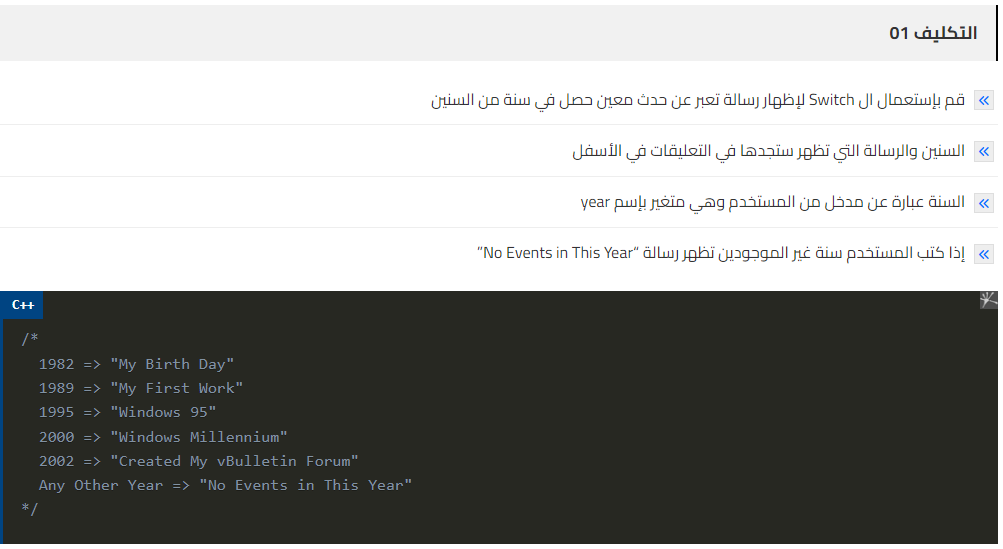 التكليف 01
قم بإستعمال ال Switch لإظهار رسالة تعبر عن حدث معين حصل في سنة من السنين
السنين والرسالة التي تظهر ستجدها في التعليقات في الأسفل
السنة عبارة عن مدخل من المستخدم وهي متغير بإسم year
إذا كتب المستخدم سنة غير الموجودين تظهر رسالة “No Events in This Year”
C++
/*
  1982 => "My Birth Day"
  1989 => "My First Work"
  1995 => "Windows 95"
  2000 => "Windows Millennium"
  2002 => "Created My vBulletin Forum"
  Any Other Year => "No Events in This Year"
*/